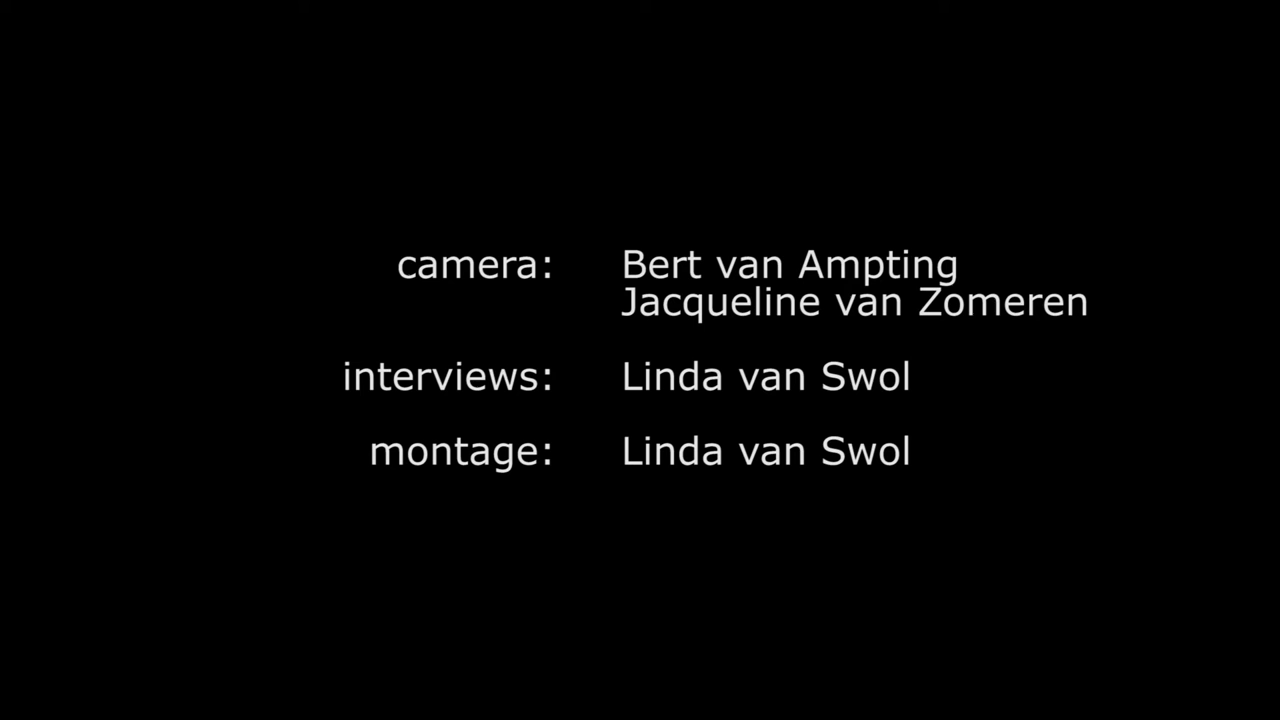 camera: Bert van Ampting
Jacqueline van Zomeren
interviews: Linda van Swol
montage: Linda van Swol